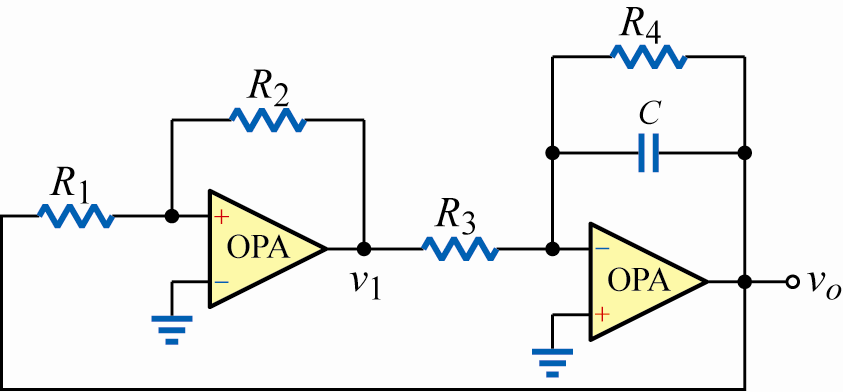 R4
C
R2
R1
R3
+
OPA
−
v1
−
OPA
+
vo